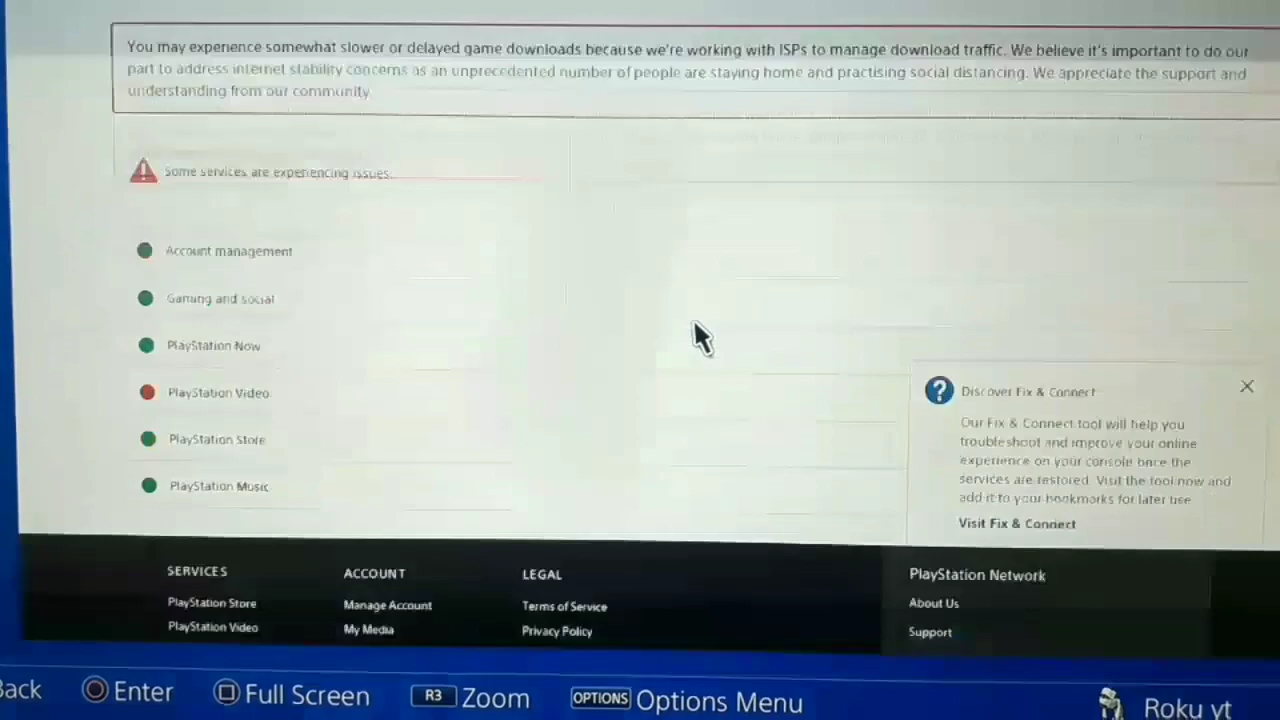 You may experience somewhat slower or delayed game downloads because we're working with ISPs to manage download traffic. We believe it's important to do our
part to address internet stability concerns as an unprecedented number of people are staying home and practising social distancing. We appreciate the support and
understanding from our community.
Some services are experiencing issues.
Account management
Gaming and social
PlayStation Now
PlayStation Video
PlayStation Store
PlayStation Music
? Discover Fix & Connect
Our Fix & Connect tool will help you
troubleshoot and improve your online
experience on your console once the
services are restored. Visit the tool now and
add it to your bookmarks for later use
Visit Fix & Connect
SERVICES ACCOUNT LEGAL PlayStation Network
PlayStation Store Manage Account Terms of Service About Us
PlayStation Video My Media Privacy Policy Support
Back Enter Full Screen R3 Zoom OPTIONS Options Menu Roku yt